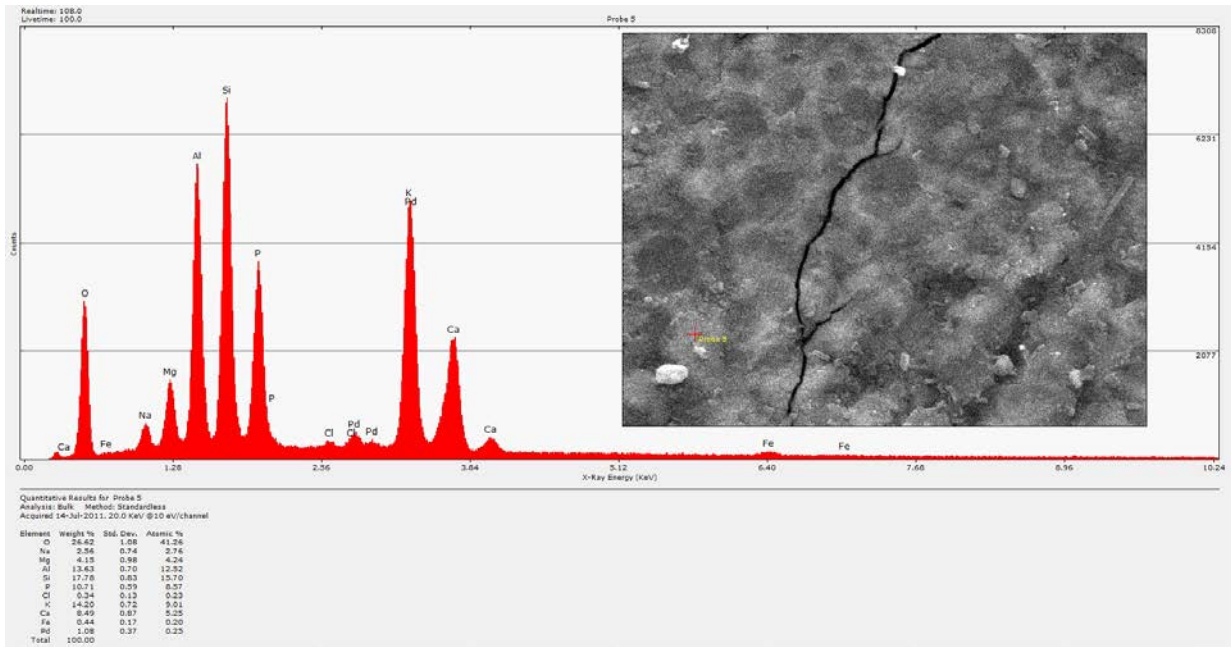 Realtime: 108.0
Livetime: 100.0
Probe 5
8308
Si
Al
6231
K
Pd
Counts
4154
P
O
Ca
Mg
Probe 5
2077
P
Na
Pd
Cl
Cl
Pd
Ca
Ca
Fe
Fe
Fe
0.00 1.28 2.56 3.84 5.12 6.40 7.68 8.96 10.24
X-Ray Energy (KeV)
Quantitative Results for Probe 5
Analysis: Bulk Method: Standardless
Acquired 14-Jul-2011, 20.0 KeV @10 eV/channel
Element Weight % Std. Dev. Atomic %
O 26.62 1.08 41.26
Na 2.56 0.74 2.76
Mg 4.15 0.98 4.24
Al 13.63 0.70 12.52
Si 17.78 0.83 15.70
P 10.71 0.59 8.57
Cl 0.34 0.13 0.23
K 14.20 0.72 9.01
Ca 8.49 0.87 5.25
Fe 0.44 0.17 0.20
Pd 1.08 0.37 0.25
Total 100.00